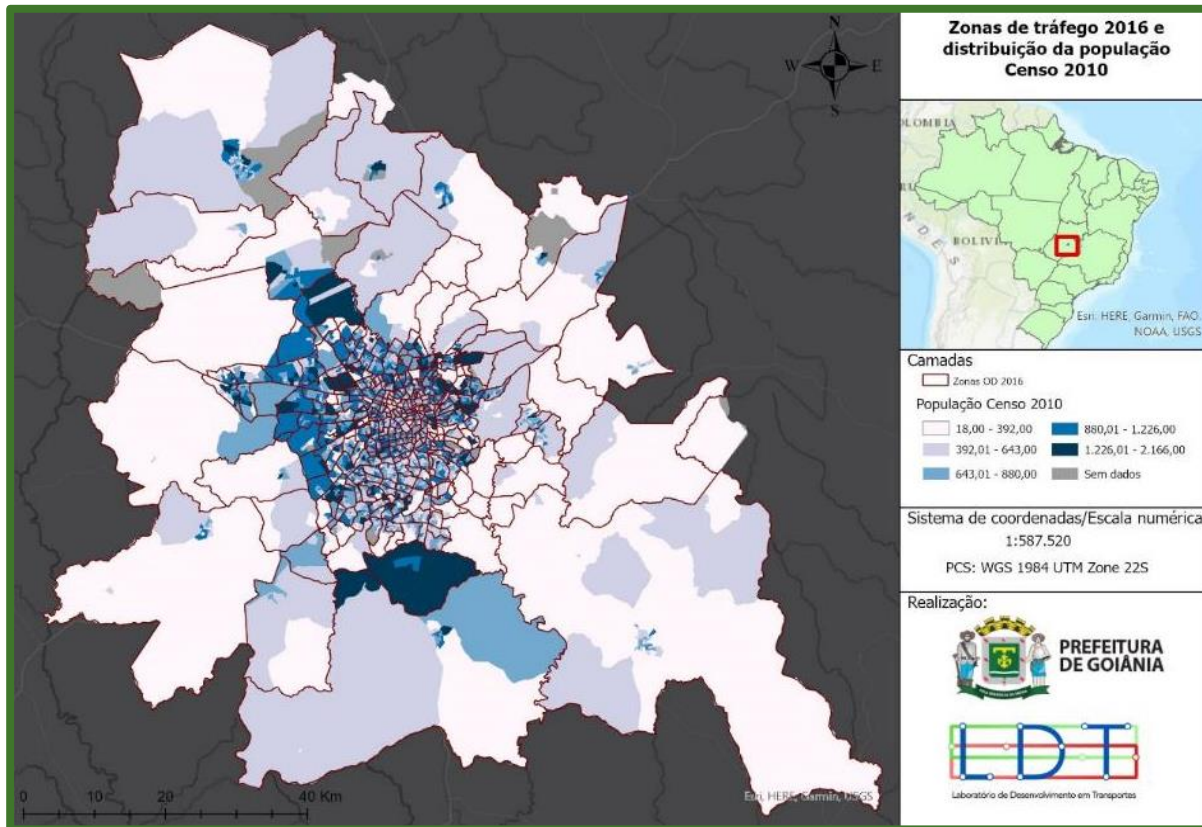 Zonas de tráfego 2016 e
distribuição da população
Censo 2010
N
W E
S
COLOMBIA
BOLIVI
Esri, HERE, Garmin, FAO,
NOAA, USGS
Camadas
Zonas OD 2016
População Censo 2010
18,00 - 392,00
880,01 - 1.226,00
392,01 - 643,00
1.226,01 - 2.166,00
643,01 - 880,00
Sem dados
Sistema de coordenadas/Escala numérica
1:587.520
PCS: WGS 1984 UTM Zone 22S
Realização:
PREFEITURA
DE GOIÂNIA
LDT
Laboratório de Desenvolvimento em Transportes
0 10 20 40 Km
Esri, HERE, Garmin, USGS